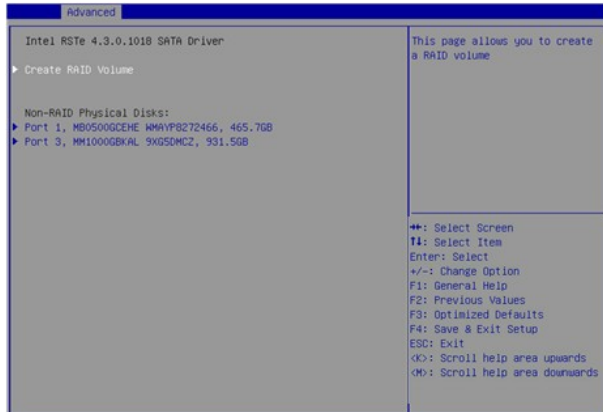 Advanced
Intel RSTe 4.3.0.1018 SATA Driver
Create RAID Volume
Non-RAID Physical Disks:
Port 1, MB0500GCEHE WMAYP8272466, 465.7GB
Port 3, MM1000GBKAL 9XG5DMCZ, 931.5GB
This page allows you to create
a RAID volume
→←: Select Screen
↑↓: Select Item
Enter: Select
+/-: Change Option
F1: General Help
F2: Previous Values
F3: Optimized Defaults
F4: Save & Exit Setup
ESC: Exit
<K>: Scroll help area upwards
<M>: Scroll help area downwards